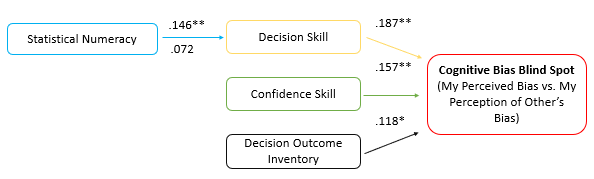 .146**
.187**
Statistical Numeracy
Decision Skill
.072
.157**
Cognitive Bias Blind Spot
(My Perceived Bias vs. My
Perception of Other's
Bias)
Confidence Skill
.118*
Decision Outcome
Inventory